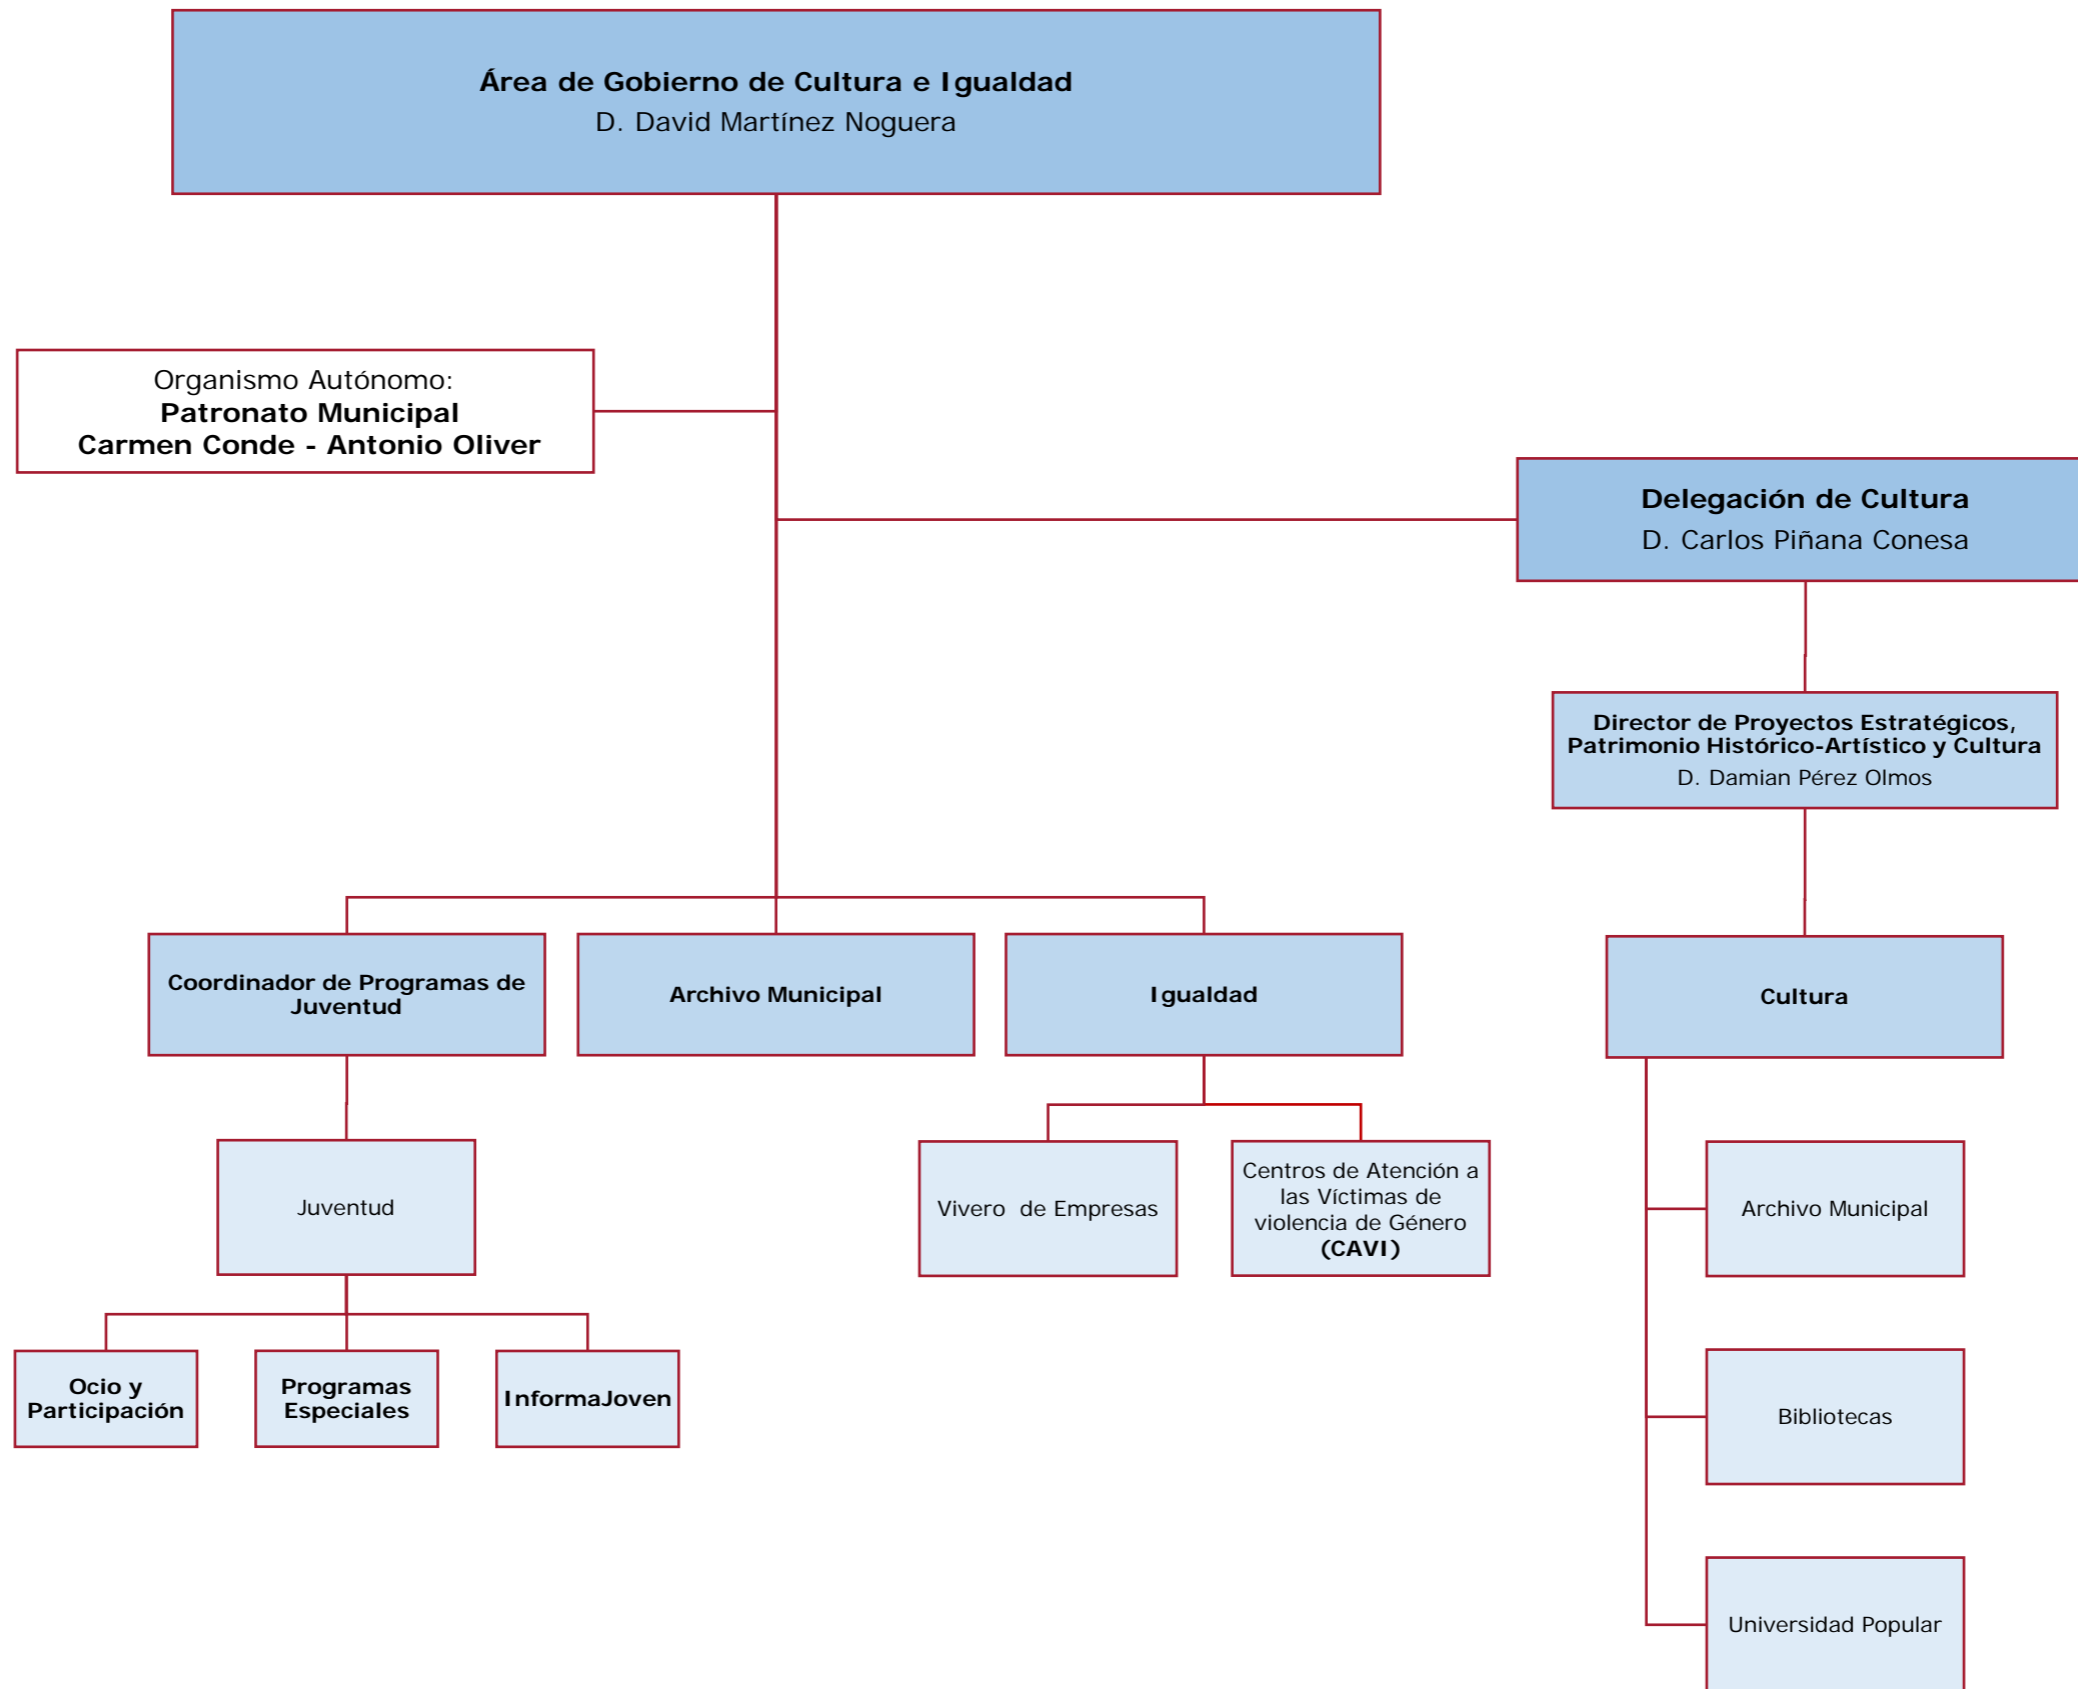 Área de Gobierno de Cultura e Igualdad
D. David Martínez Noguera
Organismo Autónomo:
Patronato Municipal
Carmen Conde - Antonio Oliver
Delegación de Cultura
D. Carlos Piñana Conesa
Director de Proyectos Estratégicos,
Patrimonio Histórico-Artístico y Cultura
D. Damian Pérez Olmos
Coordinador de Programas de
Juventud
Archivo Municipal
Igualdad
Cultura
Juventud
Vivero de Empresas
Centros de Atención a
las Víctimas de
violencia de Género
(CAVI)
Archivo Municipal
Ocio y
Participación
Programas
Especiales
InformaJoven
Bibliotecas
Universidad Popular